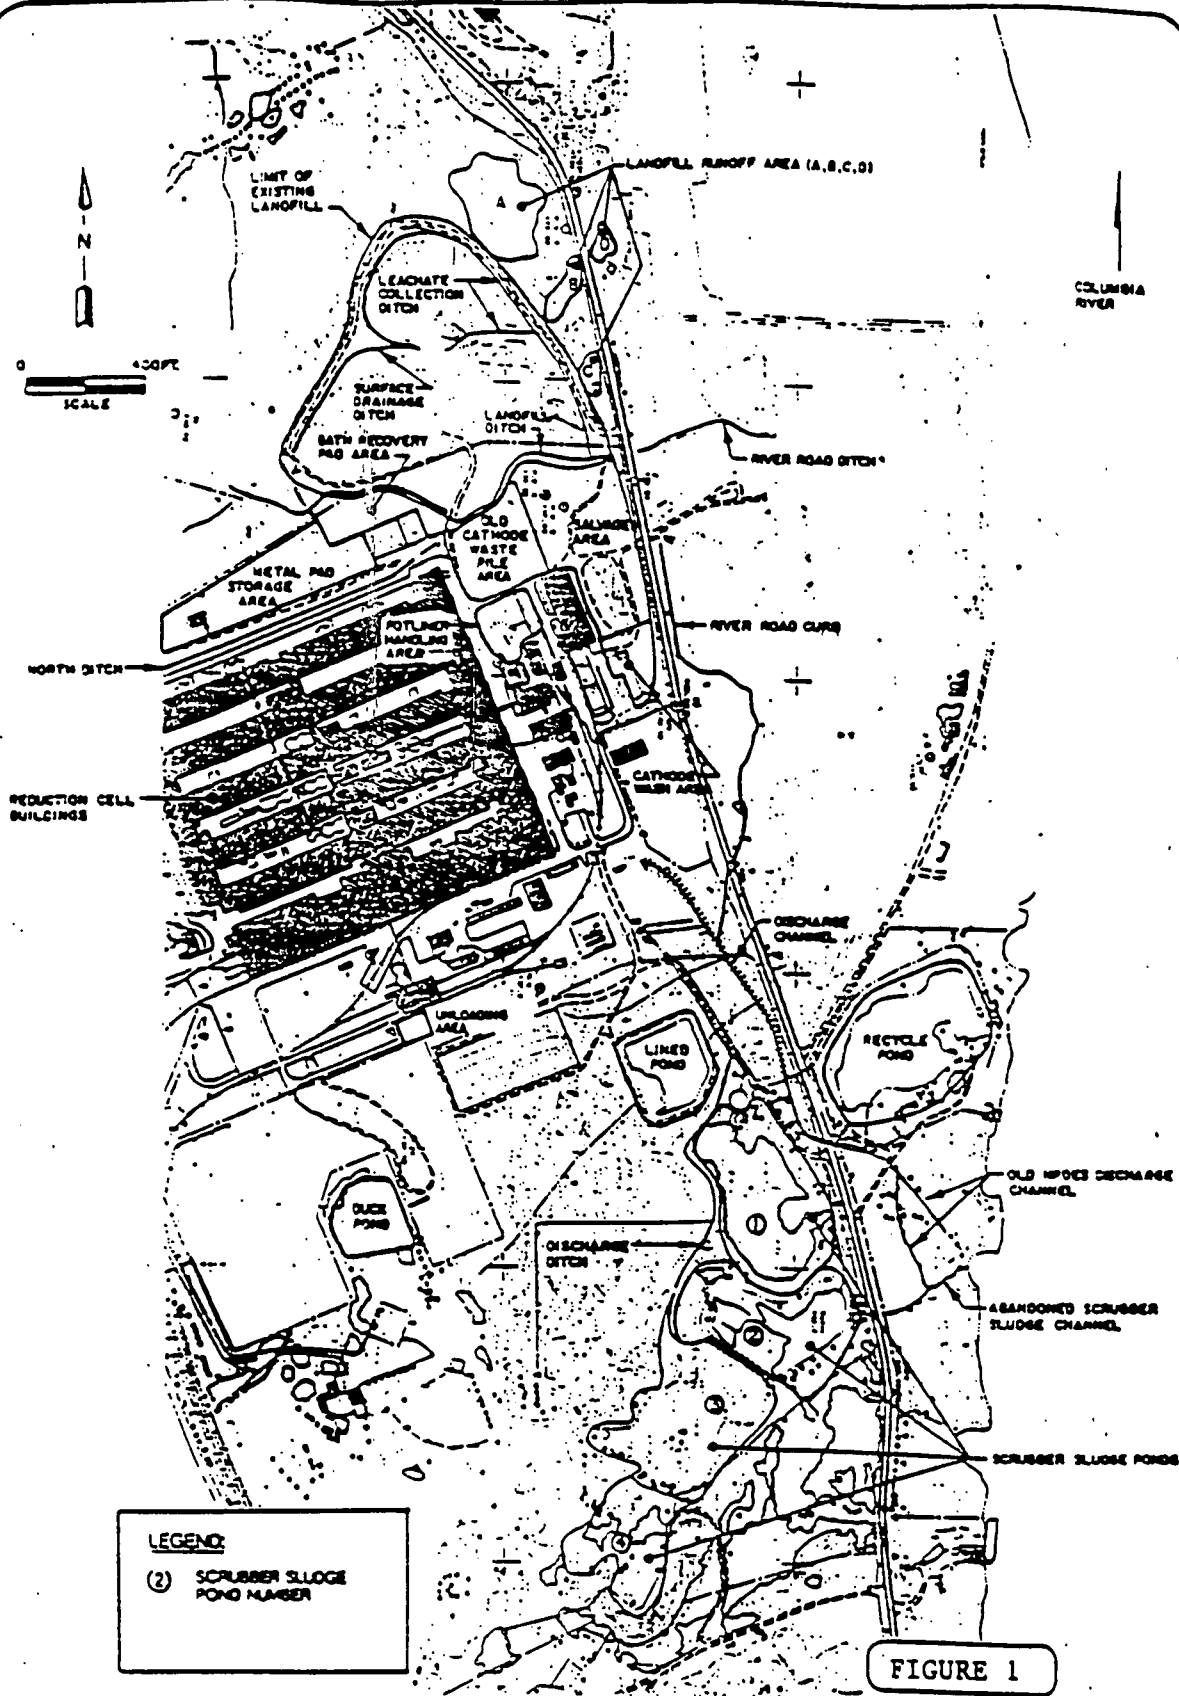 LANDFILL RUNOFF AREA (A,B,C,D)
LIMIT OF
EXISTING
LANDFILL
A
N
D
B
LEACHATE
COLLECTION
DITCH
COLUMBIA
RIVER
0 400FT.
SCALE
C
SURFACE
DRAINAGE
DITCH
LANDFILL
DITCH
BATH RECOVERY
PAD AREA
RIVER ROAD DITCH
OLD
CATHODE
WASTE
PILE
AREA
SALVAGE
AREA
METAL PAD
STORAGE
AREA
POTLINER
HANDLING
AREA
RIVER ROAD CURB
NORTH DITCH
CATHODE
WASH AREA
REDUCTION CELL
BUILDINGS
DISCHARGE
CHANNEL
UNLOADING
AREA
LINED
POND
RECYCLE
POND
OLD NPDES DISCHARGE
CHANNEL
DUCK
POND
1
DISCHARGE
DITCH
ABANDONED SCRUBBER
SLUDGE CHANNEL
2
3
SCRUBBER SLUDGE PONDS
4
LEGEND:
(2) SCRUBBER SLUDGE
POND NUMBER
FIGURE 1